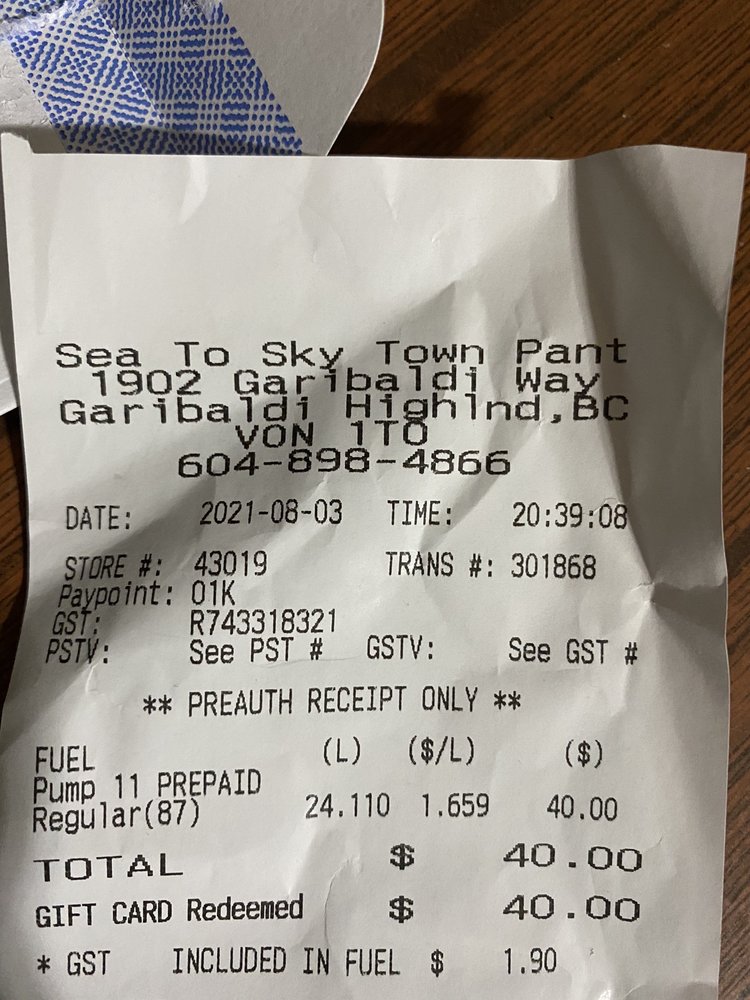 Sea To Sky Town Pant
1902 Garibaldi Way
Garibaldi Highlnd,BC
VON 1TO
604-898-4866
DATE: 2021-08-03 TIME: 20:39:08
STORE #: 43019 TRANS #: 301868
Paypoint: 01K
GST: R743318321
PSTV: See PST # GSTV: See GST #
** PREAUTH RECEIPT ONLY **
FUEL (L) ($/L) ($)
Pump 11 PREPAID
Regular(87) 24.110 1.659 40.00
TOTAL $ 40.00
GIFT CARD Redeemed $ 40.00
* GST INCLUDED IN FUEL $ 1.90